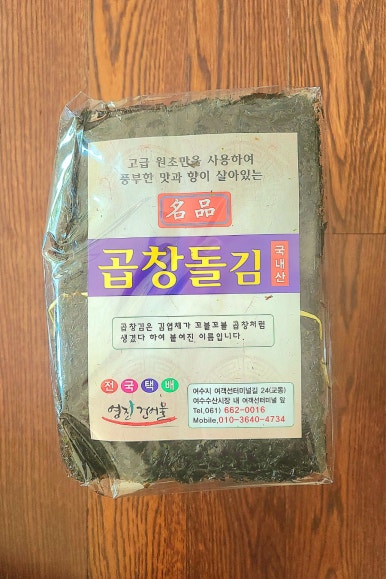 고급 원초만을 사용하여
풍부한 맛과 향이 살아있는
名品
곱창돌김
국내산
곱창김은 김엽체가 꼬불꼬불 곱창처럼
생겼다 하여 붙여진 이름입니다.
전국택배
영진건어물
여수시 여객선터미널길 24(교동)
여수수산시장 내 여객선터미널 앞
Tel,061) 662-0016
Mobile,010-3640-4734